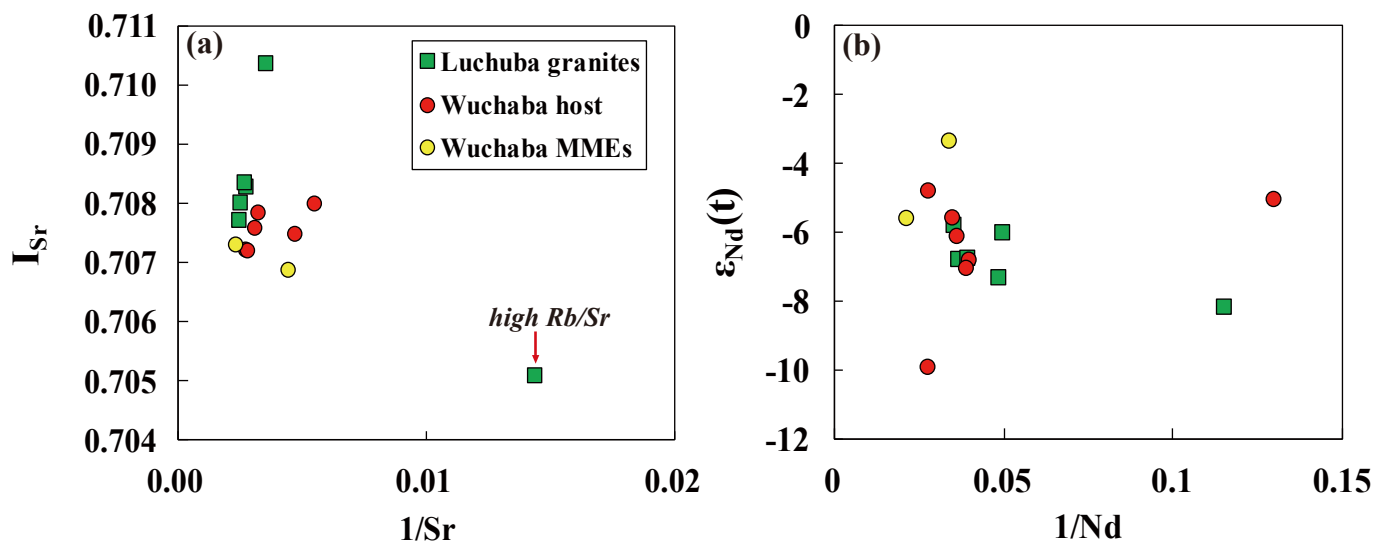 (a)
0.711
0.710
0.709
0.708
0.707
0.706
0.705
0.704
I_Sr
Luchuba granites
Wuchaba host
Wuchaba MMEs
high Rb/Sr
0.00
0.01
0.02
1/Sr
(b)
0
-2
-4
-6
-8
-10
-12
ε_Nd(t)
0
0.05
0.1
0.15
1/Nd